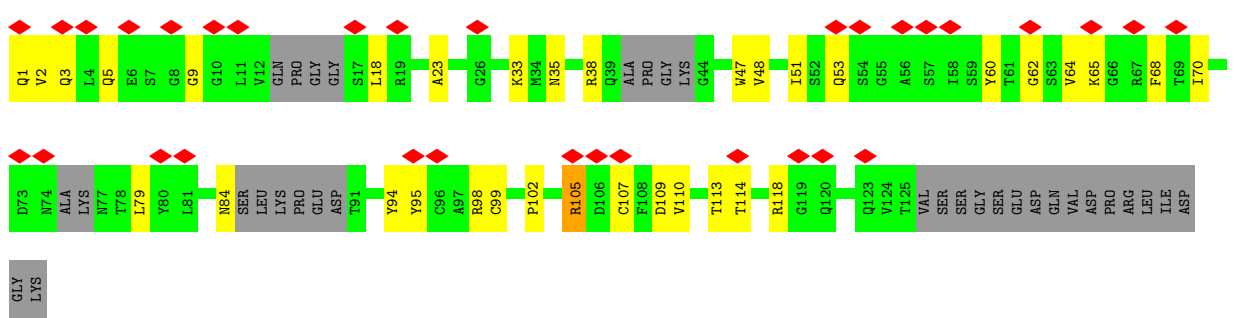 Q1 V2 Q3 L4 Q5 E6 S7 G8 G9 G10 L11 V12 GLN PRO GLY GLY S17 L18 R19 A23 G26 K33 M34 N35 R38 Q39 ALA PRO GLY LYS G44 W47 V48 I51 S52 Q53 S54 G55 A56 S57 I58 S59 Y60 T61 G62 S63 V64 K65 G66 R67 F68 T69 I70
D73 N74 ALA LYS N77 T78 L79 Y80 L81 N84 SER LEU LYS PRO GLU ASP T91 Y94 Y95 C96 A97 R98 C99 P102 R105 D106 C107 F108 D109 V110 T113 T114 R118 G119 Q120 Q123 V124 T125 VAL SER SER GLY SER GLU ASP GLN VAL ASP PRO ARG LEU ILE ASP
GLY LYS